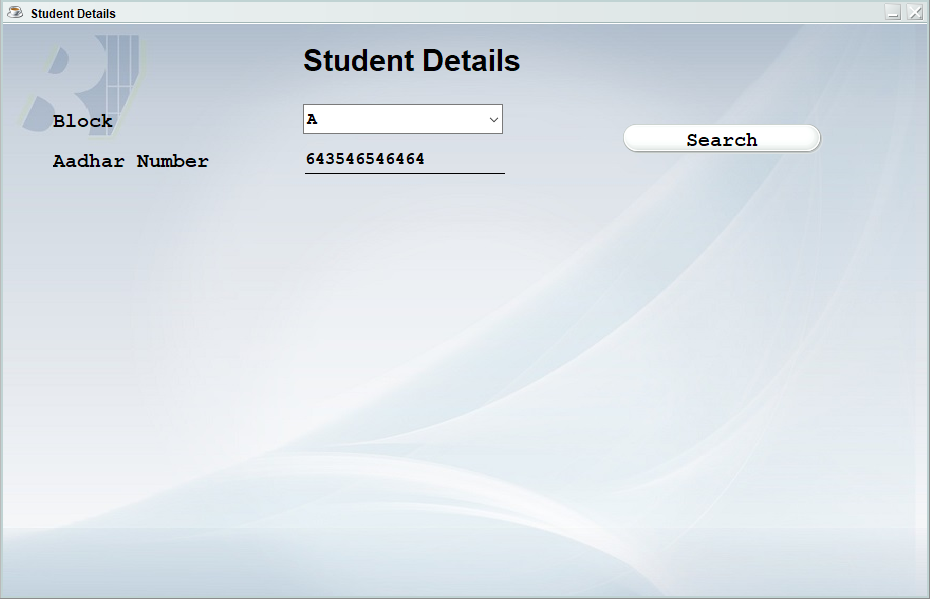 Student Details
Student Details
Block
A
Search
Aadhar Number
643546546464